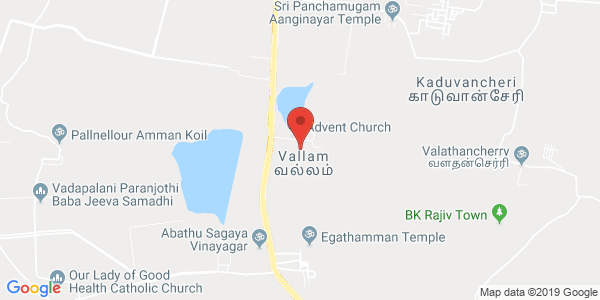 Sri Panchamugam
Aanginayar Temple
Kaduvancheri
காடுவான்சேரி
Advent Church
Pallnellour Amman Koil
Vallam
வல்லம்
Valathancherry
வளதன்செர்ரி
Vadapalani Paranjothi
Baba Jeeva Samadhi
BK Rajiv Town
Abathu Sagaya
Vinayagar
Egathamman Temple
Our Lady of Good
Health Catholic Church
Google
Map data ©2019 Google